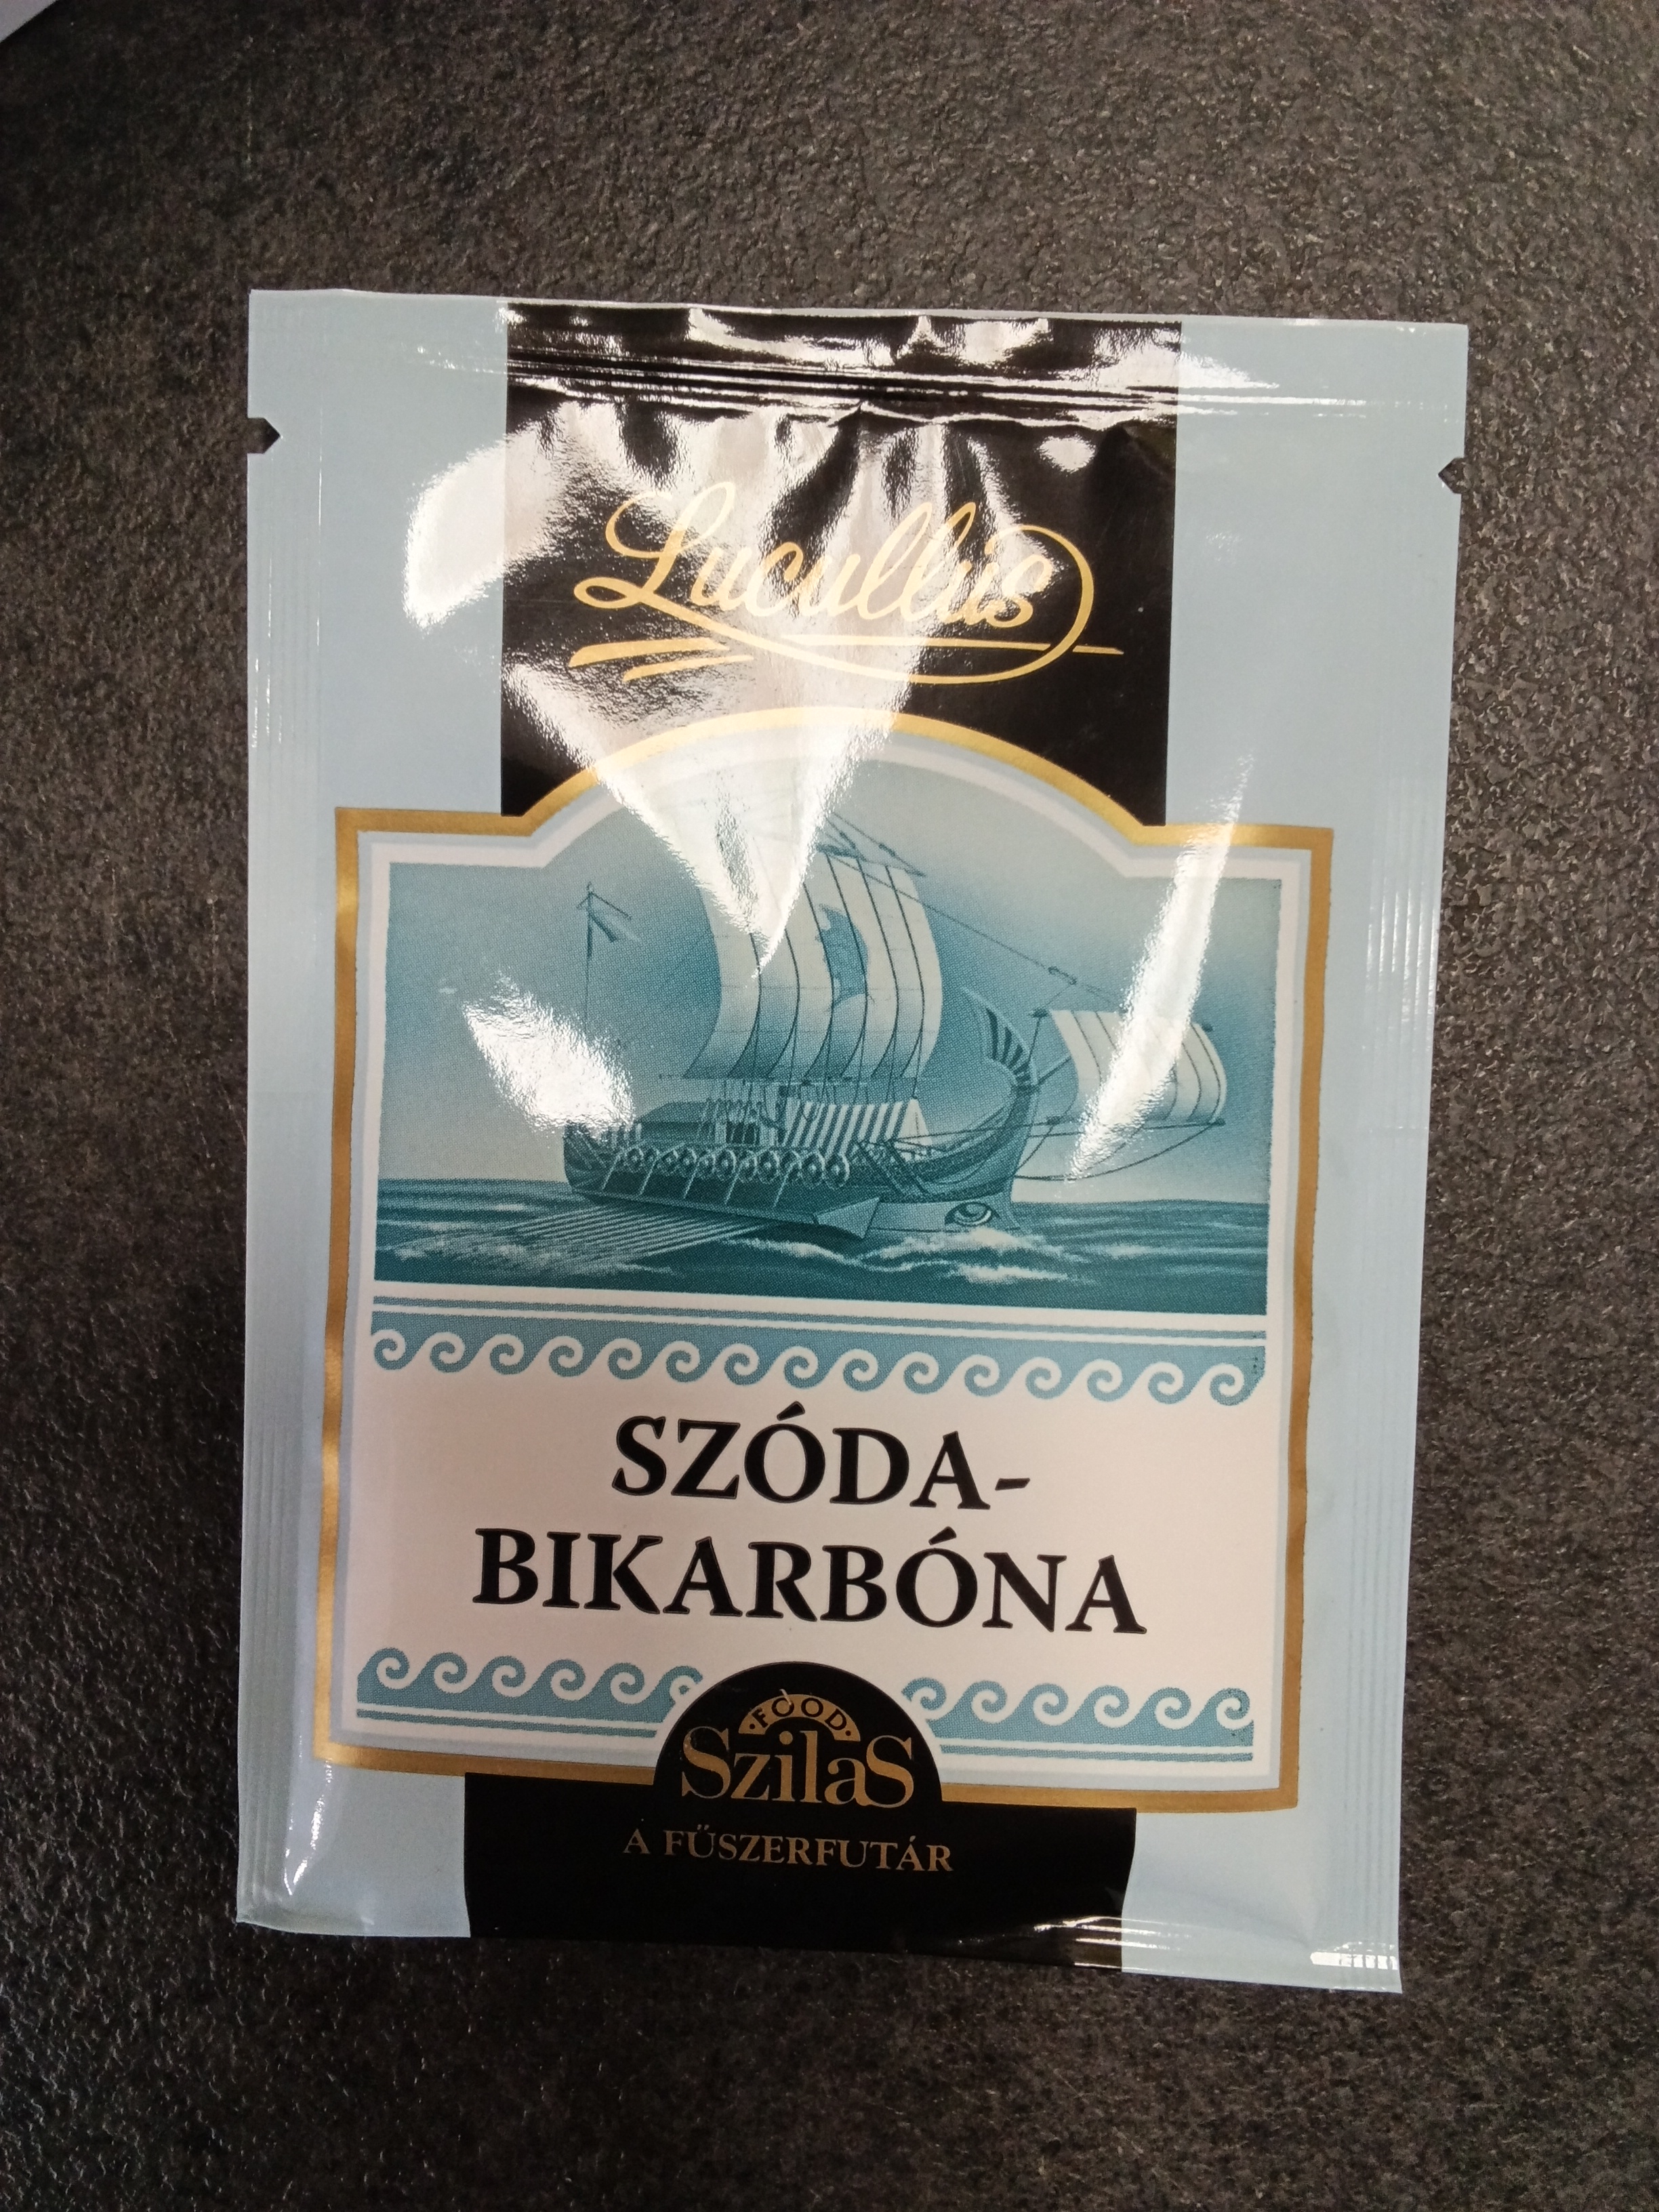 Lucullus
SZÓDA-
BIKARBÓNA
·FOOD·
SzilaS
A FŰSZERFUTÁR